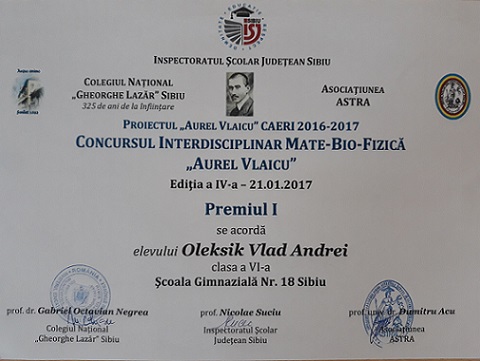 INSPECTORATUL ȘCOLAR JUDEȚEAN SIBIU
COLEGIUL NAȚIONAL
„GHEORGHE LAZĂR” SIBIU
325 de ani de la înființare
ASOCIAȚIUNEA
ASTRA
PROIECTUL „AUREL VLAICU” CAERI 2016-2017
CONCURSUL INTERDISCIPLINAR MATE-BIO-FIZICĂ
„AUREL VLAICU”
Ediția a IV-a – 21.01.2017
Premiul I
se acordă
elevului Oleksik Vlad Andrei
clasa a VI-a
Școala Gimnazială Nr. 18 Sibiu
prof. dr. Gabriel Octavian Negrea
Colegiul Național
„Gheorghe Lazăr” Sibiu
prof. Nicolae Suciu
Inspectoratul Școlar
Județean Sibiu
prof. univ. dr. Dumitru Acu
Asociațiunea
ASTRA